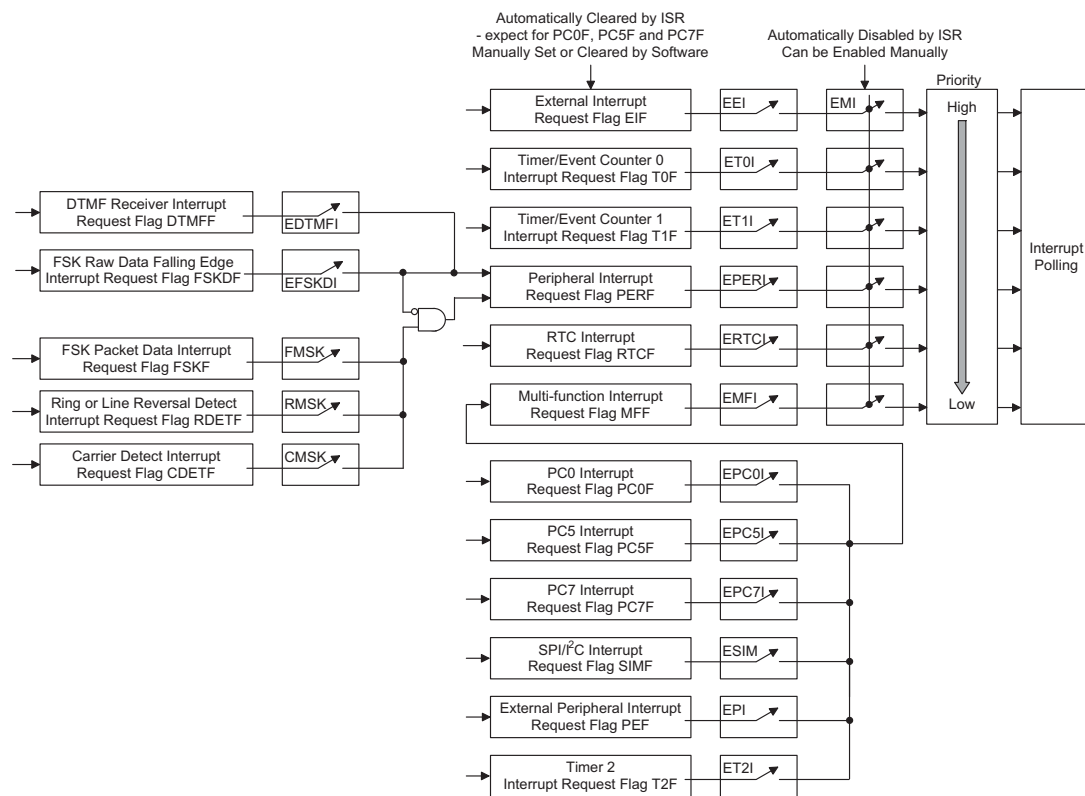 Automatically Cleared by ISR
- expect for PC0F, PC5F and PC7F
Manually Set or Cleared by Software
Automatically Disabled by ISR
Can be Enabled Manually
Priority
External Interrupt
Request Flag EIF
EEI
EMI
High
Timer/Event Counter 0
Interrupt Request Flag T0F
ET0I
DTMF Receiver Interrupt
Request Flag DTMFF
EDTMFI
Timer/Event Counter 1
Interrupt Request Flag T1F
ET1I
Interrupt
Polling
FSK Raw Data Falling Edge
Interrupt Request Flag FSKDF
EFSKDI
Peripheral Interrupt
Request Flag PERF
EPERI
FSK Packet Data Interrupt
Request Flag FSKF
FMSK
RTC Interrupt
Request Flag RTCF
ERTCI
Ring or Line Reversal Detect
Interrupt Request Flag RDETF
RMSK
Multi-function Interrupt
Request Flag MFF
EMFI
Low
Carrier Detect Interrupt
Request Flag CDETF
CMSK
PC0 Interrupt
Request Flag PC0F
EPC0I
PC5 Interrupt
Request Flag PC5F
EPC5I
PC7 Interrupt
Request Flag PC7F
EPC7I
SPI/I²C Interrupt
Request Flag SIMF
ESIM
External Peripheral Interrupt
Request Flag PEF
EPI
Timer 2
Interrupt Request Flag T2F
ET2I